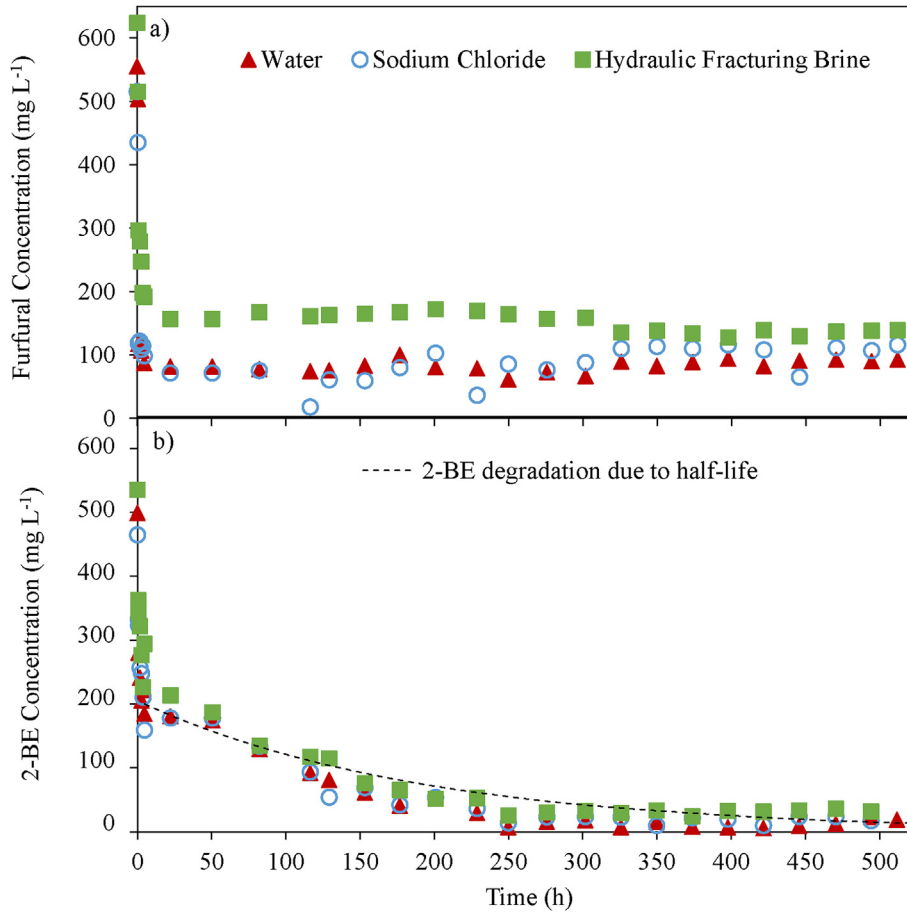 a)
Water
Sodium Chloride
Hydraulic Fracturing Brine
Furfural Concentration (mg L⁻¹)
600
500
400
300
200
100
0
b)
2-BE degradation due to half-life
2-BE Concentration (mg L⁻¹)
600
500
400
300
200
100
0
0 50 100 150 200 250 300 350 400 450 500
Time (h)